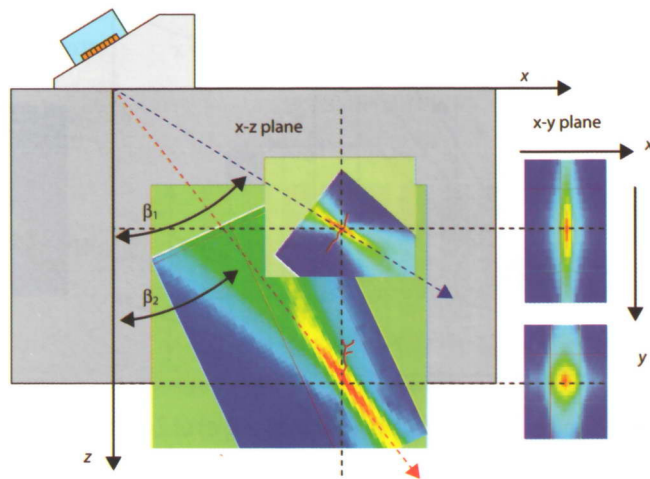 x
x-z plane
x-y plane
x
β₁
β₂
y
z